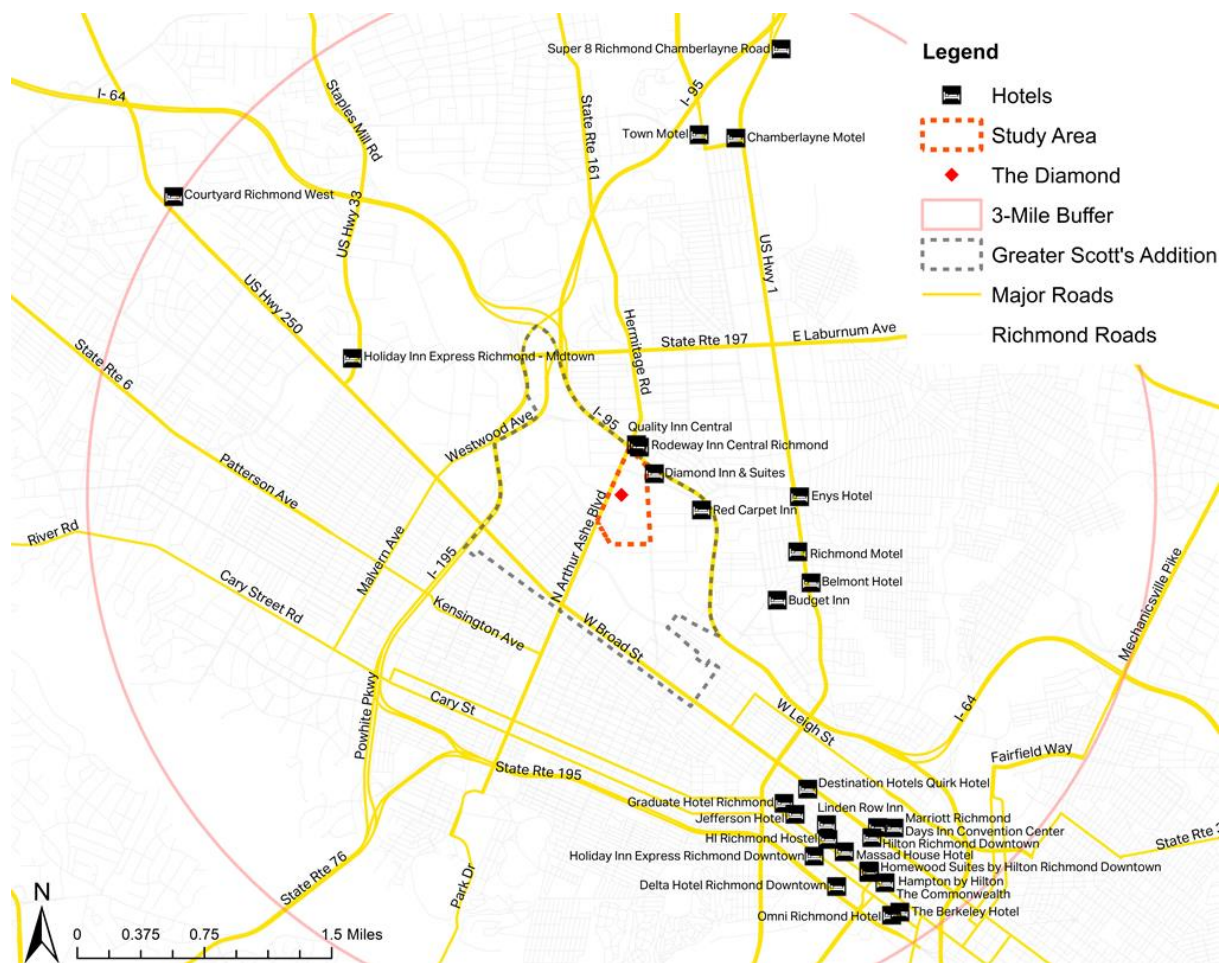 Super 8 Richmond Chamberlayne Road
I-95
I- 64
Staples Mill Rd
State Rte 161
Town Motel
Chamberlayne Motel
Courtyard Richmond West
US Hwy 33
US Hwy 1
US Hwy 250
Hermitage Rd
State Rte 197
E Laburnum Ave
Holiday Inn Express Richmond - Midtown
State Rte 6
I- 95
Quality Inn Central
Rodeway Inn Central Richmond
Westwood Ave
Diamond Inn & Suites
Patterson Ave
Enys Hotel
Red Carpet Inn
N Arthur Ashe Blvd
River Rd
Malvern Ave
I- 195
Richmond Motel
Cary Street Rd
Belmont Hotel
Budget Inn
Kensington Ave
W Broad St
Mechanicsville Pike
Powhite Pkwy
Cary St
W Leigh St
I- 64
Fairfield Way
State Rte 195
Destination Hotels Quirk Hotel
Graduate Hotel Richmond
Linden Row Inn
Jefferson Hotel
Marriott Richmond
Days Inn Convention Center
HI Richmond Hostel
Hilton Richmond Downtown
Holiday Inn Express Richmond Downtown
Massad House Hotel
Homewood Suites by Hilton Richmond Downtown
Delta Hotel Richmond Downtown
Hampton by Hilton
The Commonwealth
Omni Richmond Hotel
The Berkeley Hotel
State Rte 76
Park Dr
State Rte
N
0 0.375 0.75 1.5 Miles
Legend
Hotels
Study Area
The Diamond
3-Mile Buffer
Greater Scott's Addition
Major Roads
Richmond Roads